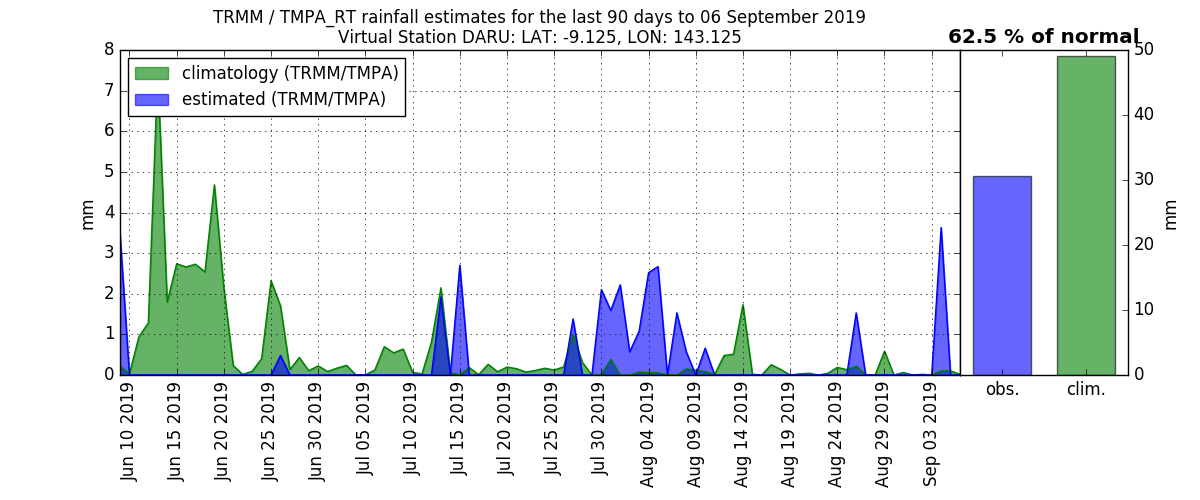 TRMM / TMPA_RT rainfall estimates for the last 90 days to 06 September 2019
Virtual Station DARU: LAT: -9.125, LON: 143.125
62.5 % of normal
climatology (TRMM/TMPA)
estimated (TRMM/TMPA)
8
7
6
5
4
3
2
1
0
mm
Jun 10 2019
Jun 15 2019
Jun 20 2019
Jun 25 2019
Jun 30 2019
Jul 05 2019
Jul 10 2019
Jul 15 2019
Jul 20 2019
Jul 25 2019
Jul 30 2019
Aug 04 2019
Aug 09 2019
Aug 14 2019
Aug 19 2019
Aug 24 2019
Aug 29 2019
Sep 03 2019
50
40
30
20
10
0
mm
obs.
clim.